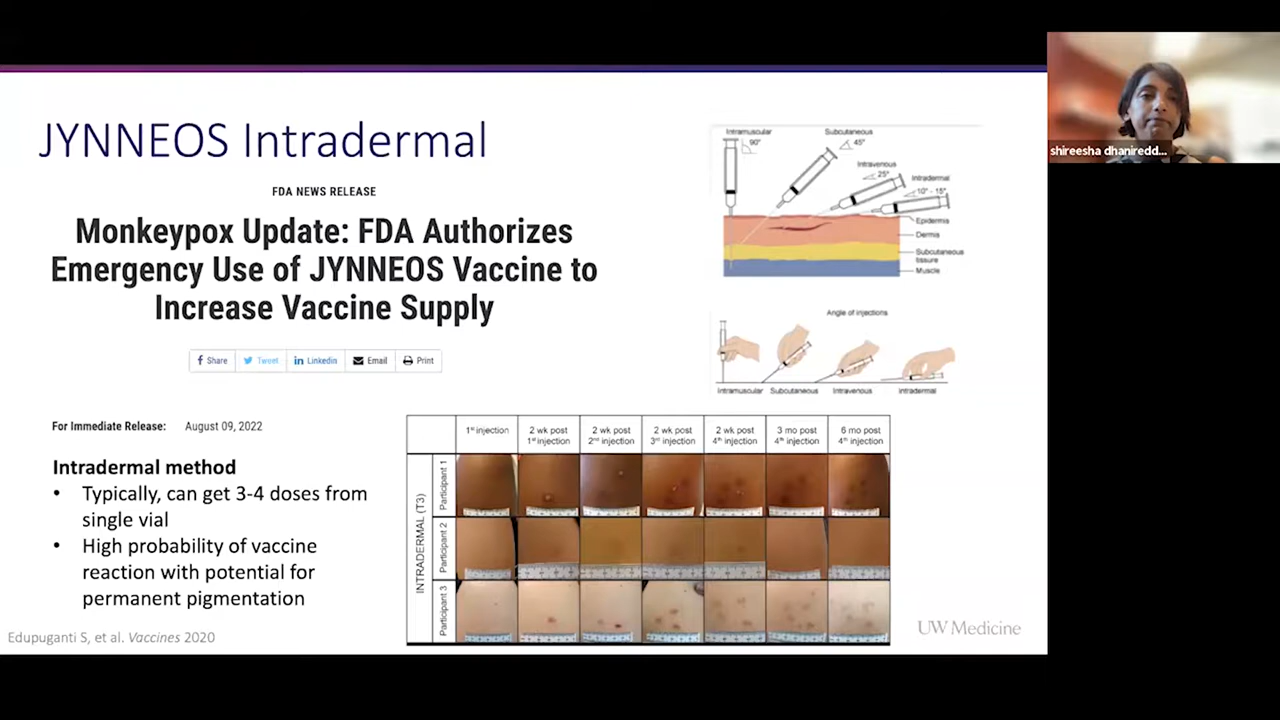 JYNNEOS Intradermal
FDA NEWS RELEASE
Monkeypox Update: FDA Authorizes
Emergency Use of JYNNEOS Vaccine to
Increase Vaccine Supply
Share
Tweet
Linkedin
Email
Print
For Immediate Release: August 09, 2022
Intradermal method
• Typically, can get 3-4 doses from
single vial
• High probability of vaccine
reaction with potential for
permanent pigmentation
Edupuganti S, et al. Vaccines 2020
Intramuscular
90°
Subcutaneous
45°
Intravenous
25°
Intradermal
10° - 15°
Epidermis
Dermis
Subcutaneous
tissure
Muscle
Angle of injections
Intramuscular
Subcutaneous
Intravenous
Intradermal
1st injection
2 wk post
1st injection
2 wk post
2nd injection
2 wk post
3rd injection
2 wk post
4th injection
3 mo post
4th injection
6 mo post
4th injection
INTRADERMAL (T3)
Participant 1
Participant 2
Participant 3
UW Medicine
shireesha dhaniredd...